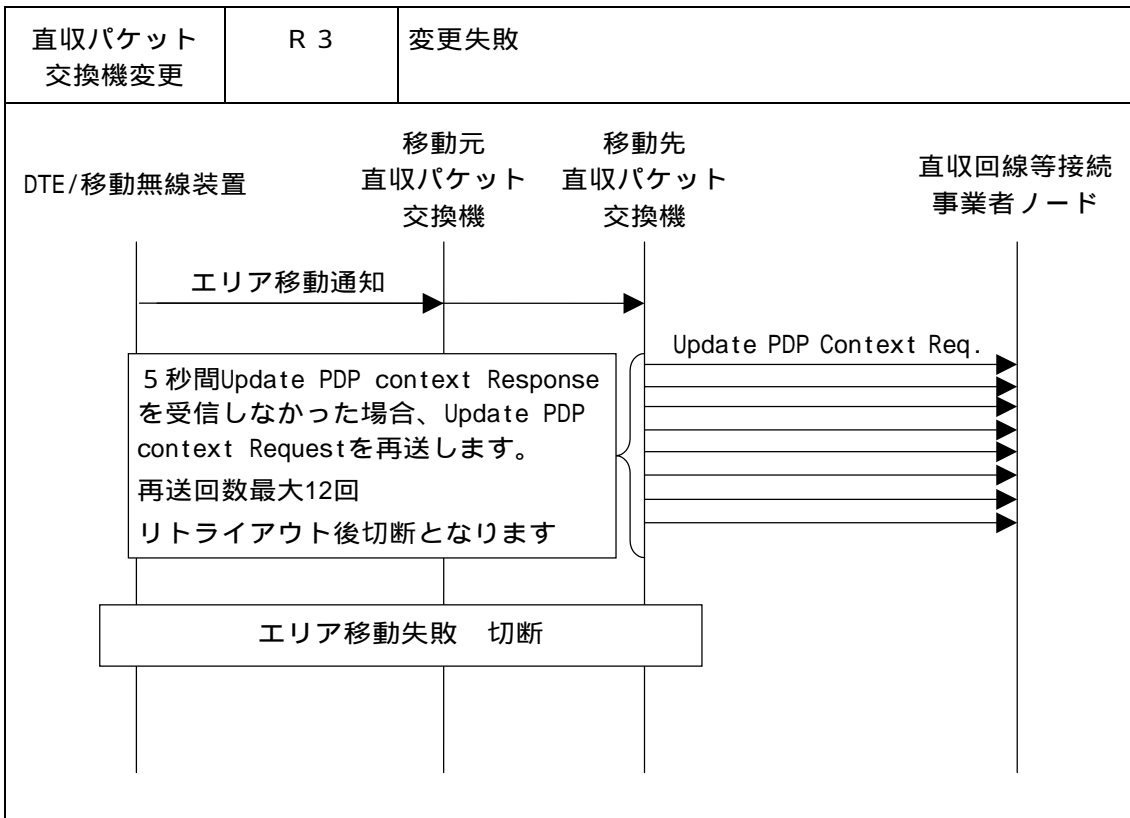 直収パケット
交換機変更
Ｒ３
変更失敗
DTE/移動無線装置
移動元
直収パケット
交換機
移動先
直収パケット
交換機
直収回線等接続
事業者ノード
エリア移動通知
Update PDP Context Req.
５秒間Update PDP context Response
を受信しなかった場合、Update PDP
context Requestを再送します。
再送回数最大12回
リトライアウト後切断となります
エリア移動失敗　切断